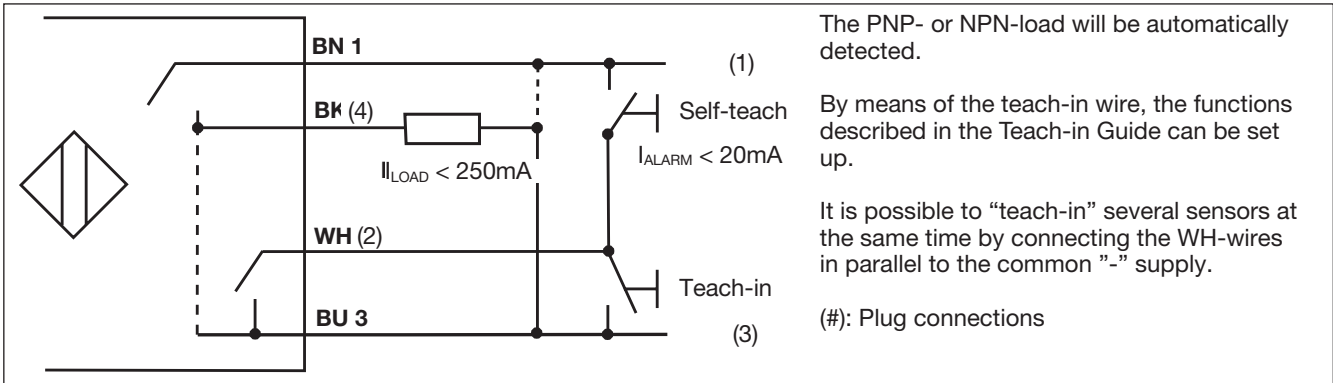 BN 1
(1)
BK (4)
Self-teach
IILOAD < 250mA
IALARM < 20mA
WH (2)
Teach-in
BU 3
(3)
The PNP- or NPN-load will be automatically
detected.
By means of the teach-in wire, the functions
described in the Teach-in Guide can be set
up.
It is possible to “teach-in” several sensors at
the same time by connecting the WH-wires
in parallel to the common ”-” supply.
(#): Plug connections